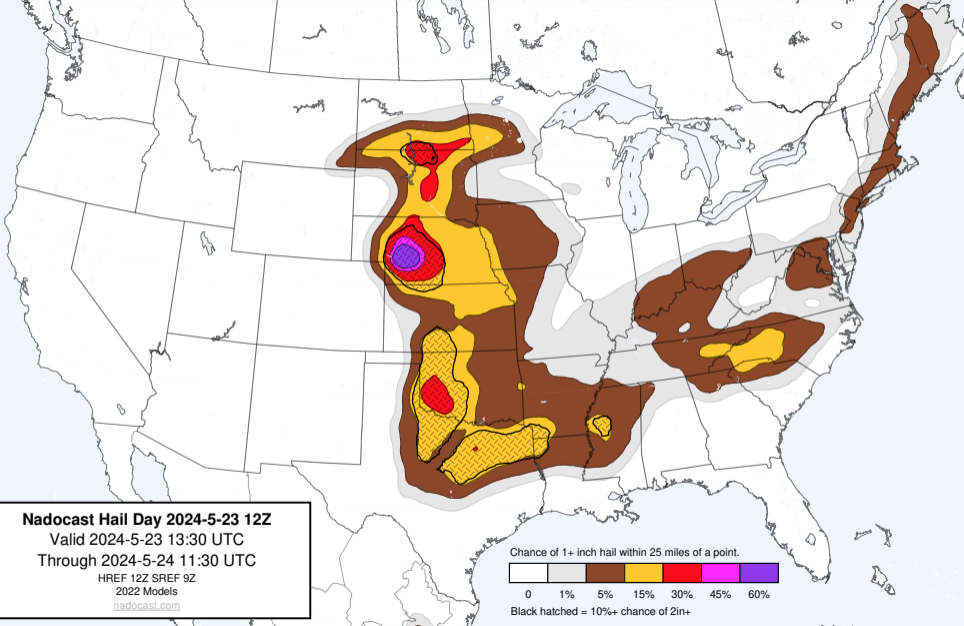 Nadocast Hail Day 2024-5-23 12Z
Valid 2024-5-23 13:30 UTC
Through 2024-5-24 11:30 UTC
HREF 12Z SREF 9Z
2022 Models
nadocast.com
Chance of 1+ inch hail within 25 miles of a point.
0 1% 5% 15% 30% 45% 60%
Black hatched = 10%+ chance of 2in+